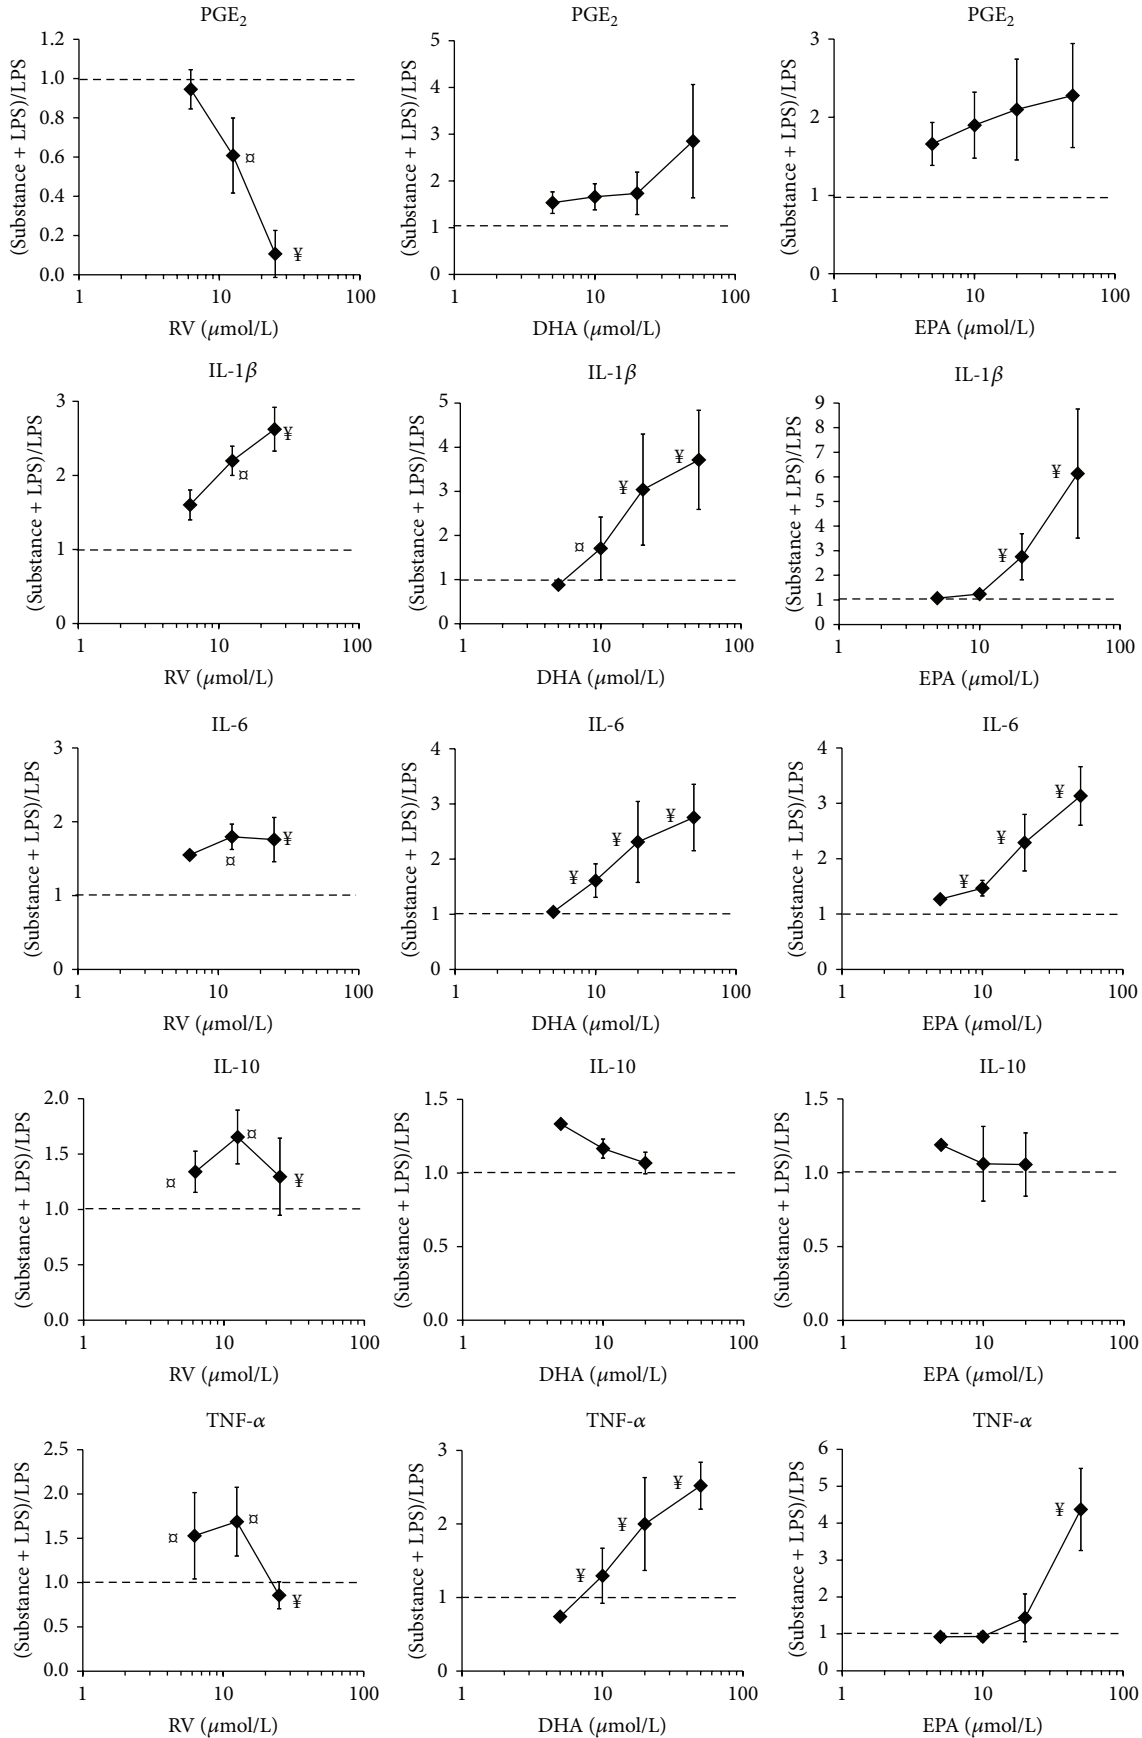 PGE₂ PGE₂ PGE₂
(Substance + LPS)/LPS (Substance + LPS)/LPS (Substance + LPS)/LPS
1.2 5 3
1.0 4 2
0.8 3 1
0.6 2 0
0.4 1
0.2 0
0.0
¤
¥
1 10 100 1 10 100 1 10 100
RV (μmol/L) DHA (μmol/L) EPA (μmol/L)
IL-1β IL-1β IL-1β
(Substance + LPS)/LPS (Substance + LPS)/LPS (Substance + LPS)/LPS
3 5 9
2 4 8
1 3 7
0 2 6
1 5
0 4
3
2
1
0
¤ ¥ ¤ ¥ ¥ ¥ ¥
1 10 100 1 10 100 1 10 100
RV (μmol/L) DHA (μmol/L) EPA (μmol/L)
IL-6 IL-6 IL-6
(Substance + LPS)/LPS (Substance + LPS)/LPS (Substance + LPS)/LPS
3 4 4
2 3 3
1 2 2
0 1 1
0 0
¤ ¥ ¥ ¥ ¥ ¥ ¥ ¥
1 10 100 1 10 100 1 10 100
RV (μmol/L) DHA (μmol/L) EPA (μmol/L)
IL-10 IL-10 IL-10
(Substance + LPS)/LPS (Substance + LPS)/LPS (Substance + LPS)/LPS
2.0 1.5 1.5
1.5 1.0 1.0
1.0 0.5 0.5
0.5 0.0 0.0
0.0
¤ ¤ ¥
1 10 100 1 10 100 1 10 100
RV (μmol/L) DHA (μmol/L) EPA (μmol/L)
TNF-α TNF-α TNF-α
(Substance + LPS)/LPS (Substance + LPS)/LPS (Substance + LPS)/LPS
2.5 3 6
2.0 2 5
1.5 1 4
1.0 0 3
0.5 2
0.0 1
0
¤ ¤ ¥ ¥ ¥ ¥ ¥
1 10 100 1 10 100 1 10 100
RV (μmol/L) DHA (μmol/L) EPA (μmol/L)